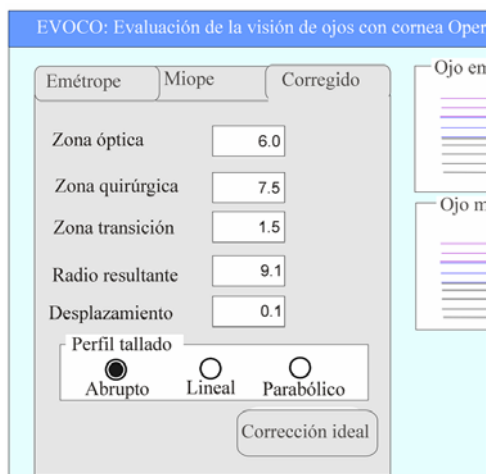 EVOCO: Evaluación de la visión de ojos con cornea Oper
Emétrope Miope Corregido
Zona óptica 6.0
Zona quirúrgica 7.5
Zona transición 1.5
Radio resultante 9.1
Desplazamiento 0.1
Perfil tallado
Abrupto Lineal Parabólico
Corrección ideal
Ojo en
Ojo m